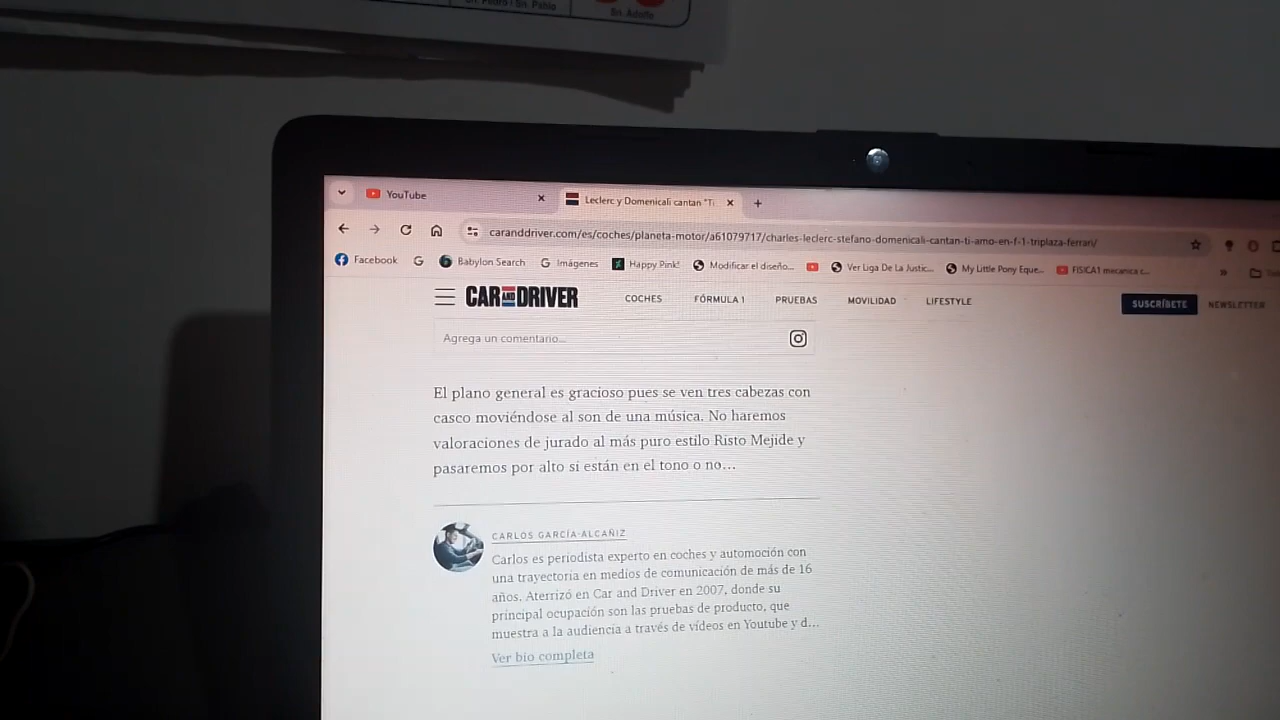 En. Adolfo
YouTube
Leclerc y Domenicali cantan "Ti
caranddriver.com/es/coches/planeta-motor/a61079717/charles-leclerc-stefano-domenicali-cantan-ti-amo-en-f-1-triplaza-ferrari/
Facebook Babylon Search Imágenes Happy Pink! Modificar el diseño... Ver Liga De La Justic... My Little Pony Eque... FISICA1 mecanica c...
CAR AND DRIVER COCHES FÓRMULA 1 PRUEBAS MOVILIDAD LIFESTYLE SUSCRÍBETE NEWSLETTER
Agrega un comentario...
El plano general es gracioso pues se ven tres cabezas con
casco moviéndose al son de una música. No haremos
valoraciones de jurado al más puro estilo Risto Mejide y
pasaremos por alto si están en el tono o no...
CARLOS GARCÍA-ALCAÑIZ
Carlos es periodista experto en coches y automoción con
una trayectoria en medios de comunicación de más de 16
años. Aterrizó en Car and Driver en 2007, donde su
principal ocupación son las pruebas de producto, que
muestra a la audiencia a través de vídeos en Youtube y d...
Ver bio completa